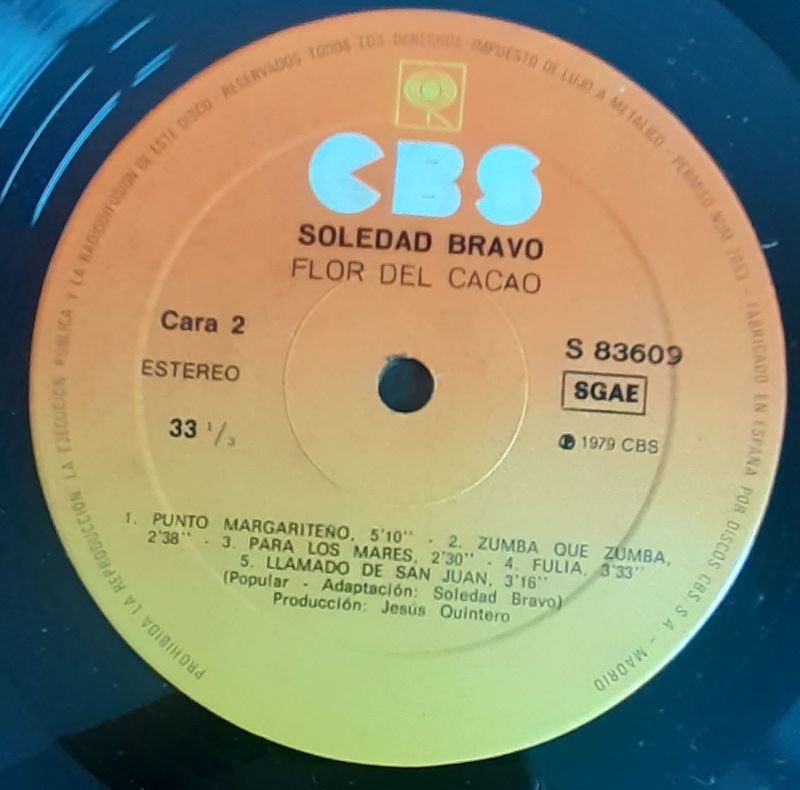 PROHIBIDA LA REPRODUCCION, LA EJECUCION PUBLICA Y LA RADIODIFUSION DE ESTE DISCO - RESERVADOS TODOS LOS DERECHOS - IMPUESTO DE LUJO A METALICO - PERMISO NUM 7053 - FABRICADO EN ESPAÑA POR DISCOS CBS, S A - MADRID
CBS
SOLEDAD BRAVO
FLOR DEL CACAO
Cara 2
ESTEREO
33 1/3
S 83609
SGAE
Ⓟ 1979 CBS
1. PUNTO MARGARITEÑO, 5'10'' - 2. ZUMBA QUE ZUMBA,
2'38'' - 3. PARA LOS MARES, 2'30'' - 4. FULIA, 3'33''
5. LLAMADO DE SAN JUAN, 3'16''
(Popular - Adaptación: Soledad Bravo)
Producción: Jesús Quintero